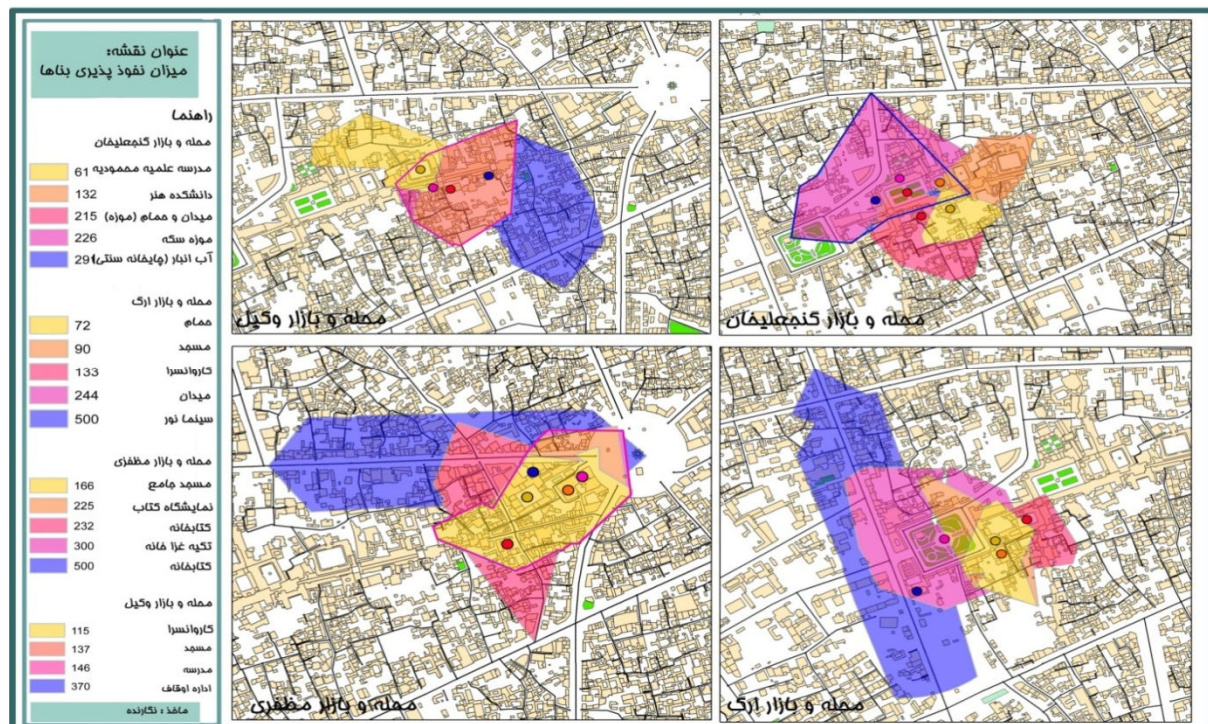 عنوان نقشه:
میزان نفوذ پذیری بناها
راهنما
محله و بازار گنجعلیخان
مدرسه علمیه محمودیه 61
دانشکده هنر 132
میدان و حمام (موزه) 215
موزه سکه 226
آب انبار (چایخانه سنتی) 291
محله و بازار ارگ
حمام 72
مسجد 90
کاروانسرا 133
میدان 244
سینما نور 500
محله و بازار مظفری
مسجد جامع 166
نمایشگاه کتاب 225
کتابخانه 232
تکیه غزا خانه 300
کتابخانه 500
محله و بازار وکیل
کاروانسرا 115
مسجد 137
مدرسه 146
اداره اوقاف 370
ماخذ : نگارنده
محله و بازار گنجعلیخان
محله و بازار وکیل
محله و بازار ارگ
محله و بازار مظفری